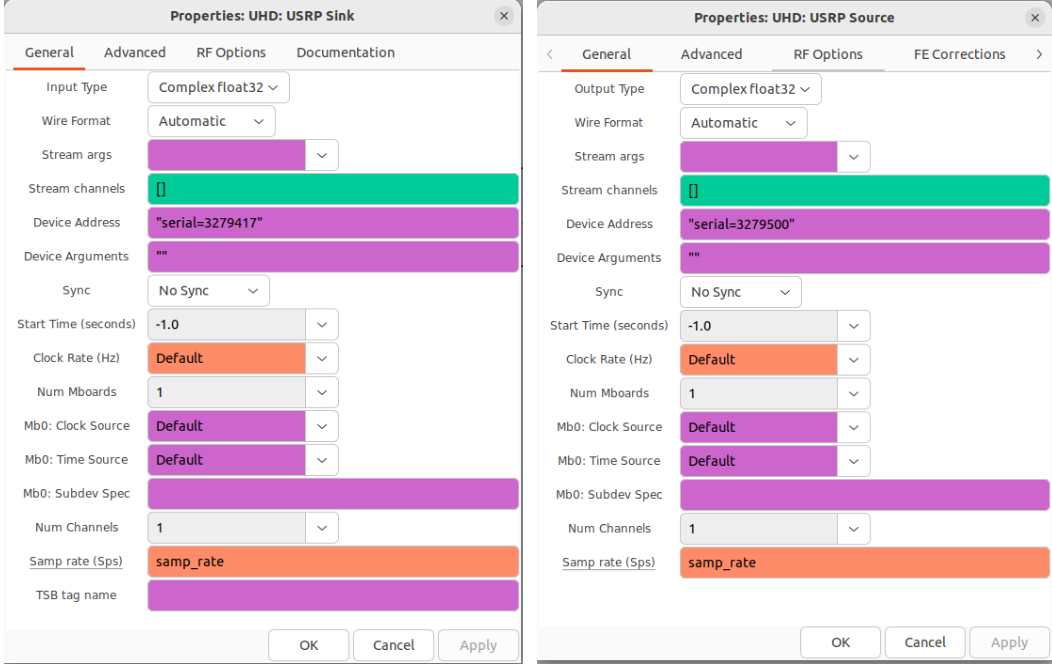 Properties: UHD: USRP Sink
General Advanced RF Options Documentation
Input Type Complex float32
Wire Format Automatic
Stream args
Stream channels []
Device Address "serial=3279417"
Device Arguments ""
Sync No Sync
Start Time (seconds) -1.0
Clock Rate (Hz) Default
Num Mboards 1
Mb0: Clock Source Default
Mb0: Time Source Default
Mb0: Subdev Spec
Num Channels 1
Samp rate (Sps) samp_rate
TSB tag name
OK Cancel Apply
Properties: UHD: USRP Source
General Advanced RF Options FE Corrections
Output Type Complex float32
Wire Format Automatic
Stream args
Stream channels []
Device Address "serial=3279500"
Device Arguments ""
Sync No Sync
Start Time (seconds) -1.0
Clock Rate (Hz) Default
Num Mboards 1
Mb0: Clock Source Default
Mb0: Time Source Default
Mb0: Subdev Spec
Num Channels 1
Samp rate (Sps) samp_rate
OK Cancel Apply